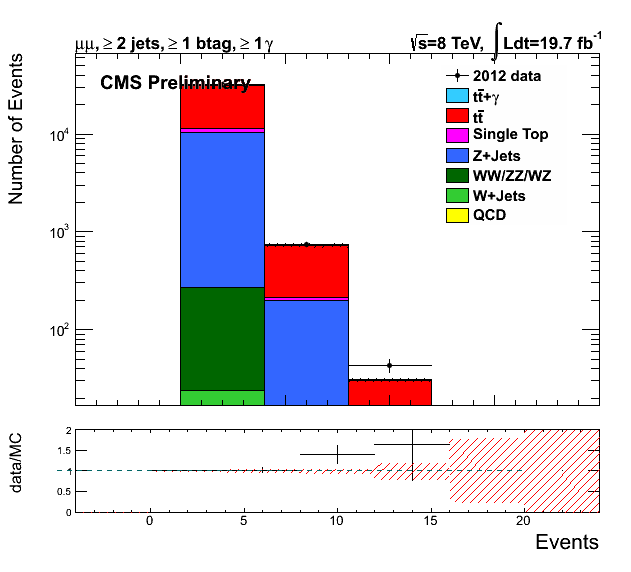 μμ, ≥ 2 jets, ≥ 1 btag, ≥ 1 γ
√s=8 TeV, ∫Ldt=19.7 fb⁻¹
CMS Preliminary
2012 data
tt̄+γ
tt̄
Single Top
Z+Jets
WW/ZZ/WZ
W+Jets
QCD
Number of Events
10⁴
10³
10²
data/MC
2
1.5
1
0.5
0
0 5 10 15 20
Events